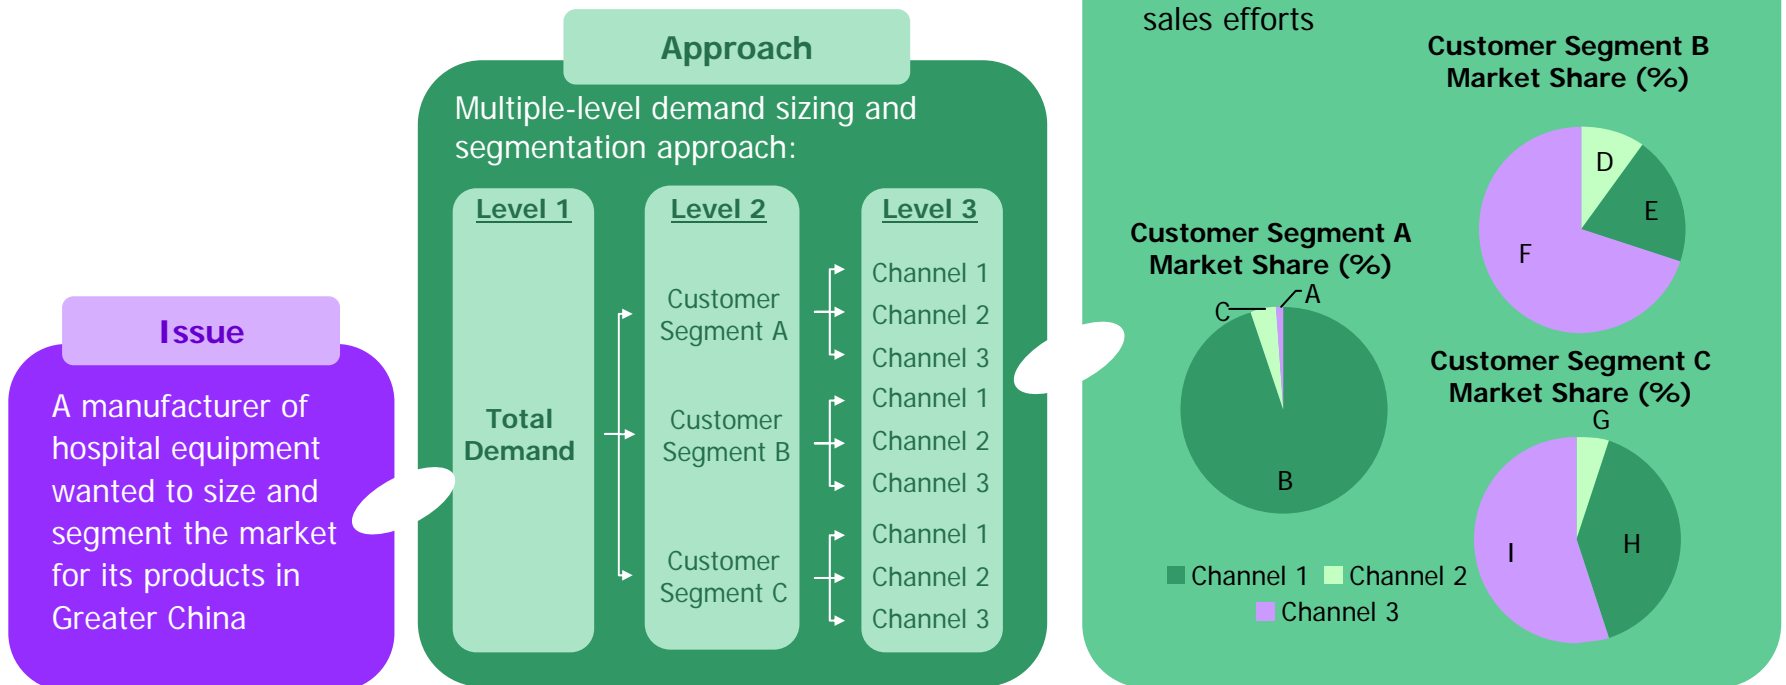 Issue
A manufacturer of
hospital equipment
wanted to size and
segment the market
for its products in
Greater China
Approach
Multiple-level demand sizing and
segmentation approach:
Level 1
Total
Demand
Level 2
Customer
Segment A
Customer
Segment B
Customer
Segment C
Level 3
Channel 1
Channel 2
Channel 3
Channel 1
Channel 2
Channel 3
Channel 1
Channel 2
Channel 3
sales efforts
Customer Segment A
Market Share (%)
A
C
B
Customer Segment B
Market Share (%)
D
E
F
Customer Segment C
Market Share (%)
G
H
I
Channel 1
Channel 2
Channel 3